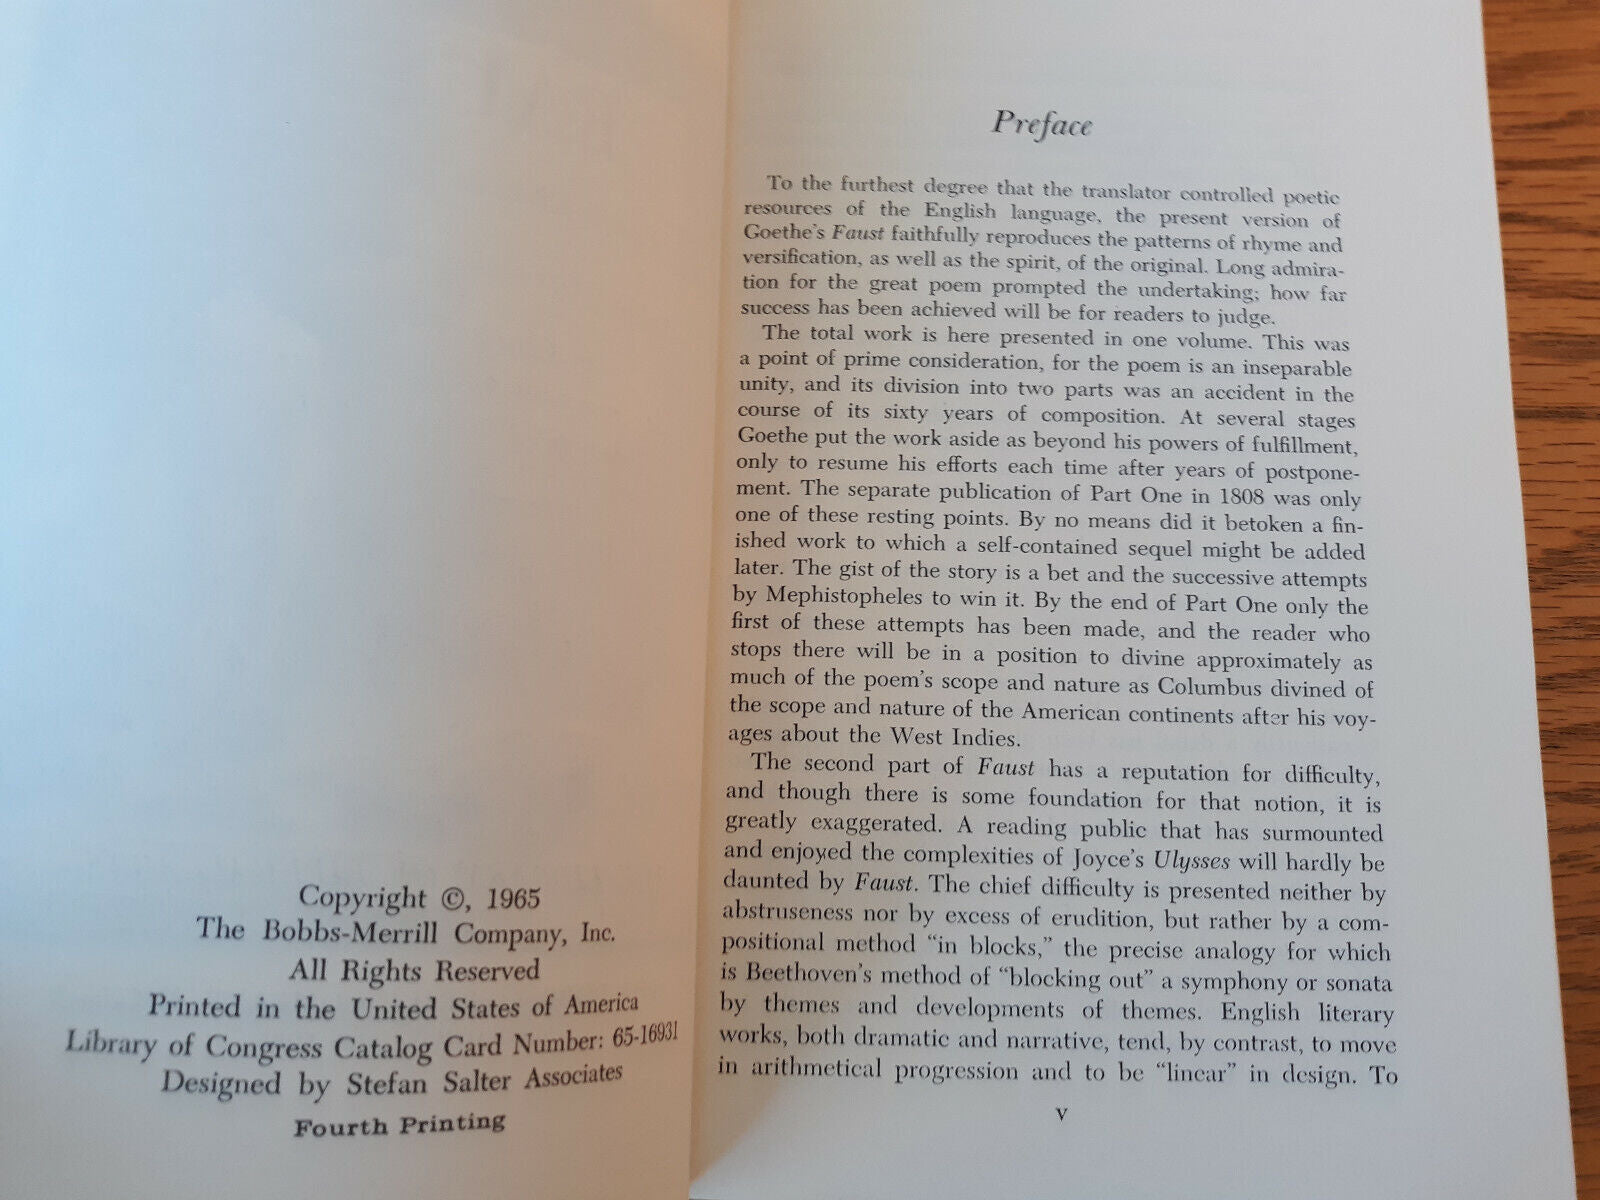 Copyright ©, 1965
The Bobbs-Merrill Company, Inc.
All Rights Reserved
Printed in the United States of America
Library of Congress Catalog Card Number: 65-16931
Designed by Stefan Salter Associates
Fourth Printing
Preface
To the furthest degree that the translator controlled poetic
resources of the English language, the present version of
Goethe's Faust faithfully reproduces the patterns of rhyme and
versification, as well as the spirit, of the original. Long admira-
tion for the great poem prompted the undertaking; how far
success has been achieved will be for readers to judge.
The total work is here presented in one volume. This was
a point of prime consideration, for the poem is an inseparable
unity, and its division into two parts was an accident in the
course of its sixty years of composition. At several stages
Goethe put the work aside as beyond his powers of fulfillment,
only to resume his efforts each time after years of postpone-
ment. The separate publication of Part One in 1808 was only
one of these resting points. By no means did it betoken a fin-
ished work to which a self-contained sequel might be added
later. The gist of the story is a bet and the successive attempts
by Mephistopheles to win it. By the end of Part One only the
first of these attempts has been made, and the reader who
stops there will be in a position to divine approximately as
much of the poem's scope and nature as Columbus divined of
the scope and nature of the American continents after his voy-
ages about the West Indies.
The second part of Faust has a reputation for difficulty,
and though there is some foundation for that notion, it is
greatly exaggerated. A reading public that has surmounted
and enjoyed the complexities of Joyce's Ulysses will hardly be
daunted by Faust. The chief difficulty is presented neither by
abstruseness nor by excess of erudition, but rather by a com-
positional method "in blocks," the precise analogy for which
is Beethoven's method of "blocking out" a symphony or sonata
by themes and developments of themes. English literary
works, both dramatic and narrative, tend, by contrast, to move
in arithmetical progression and to be "linear" in design. To
v